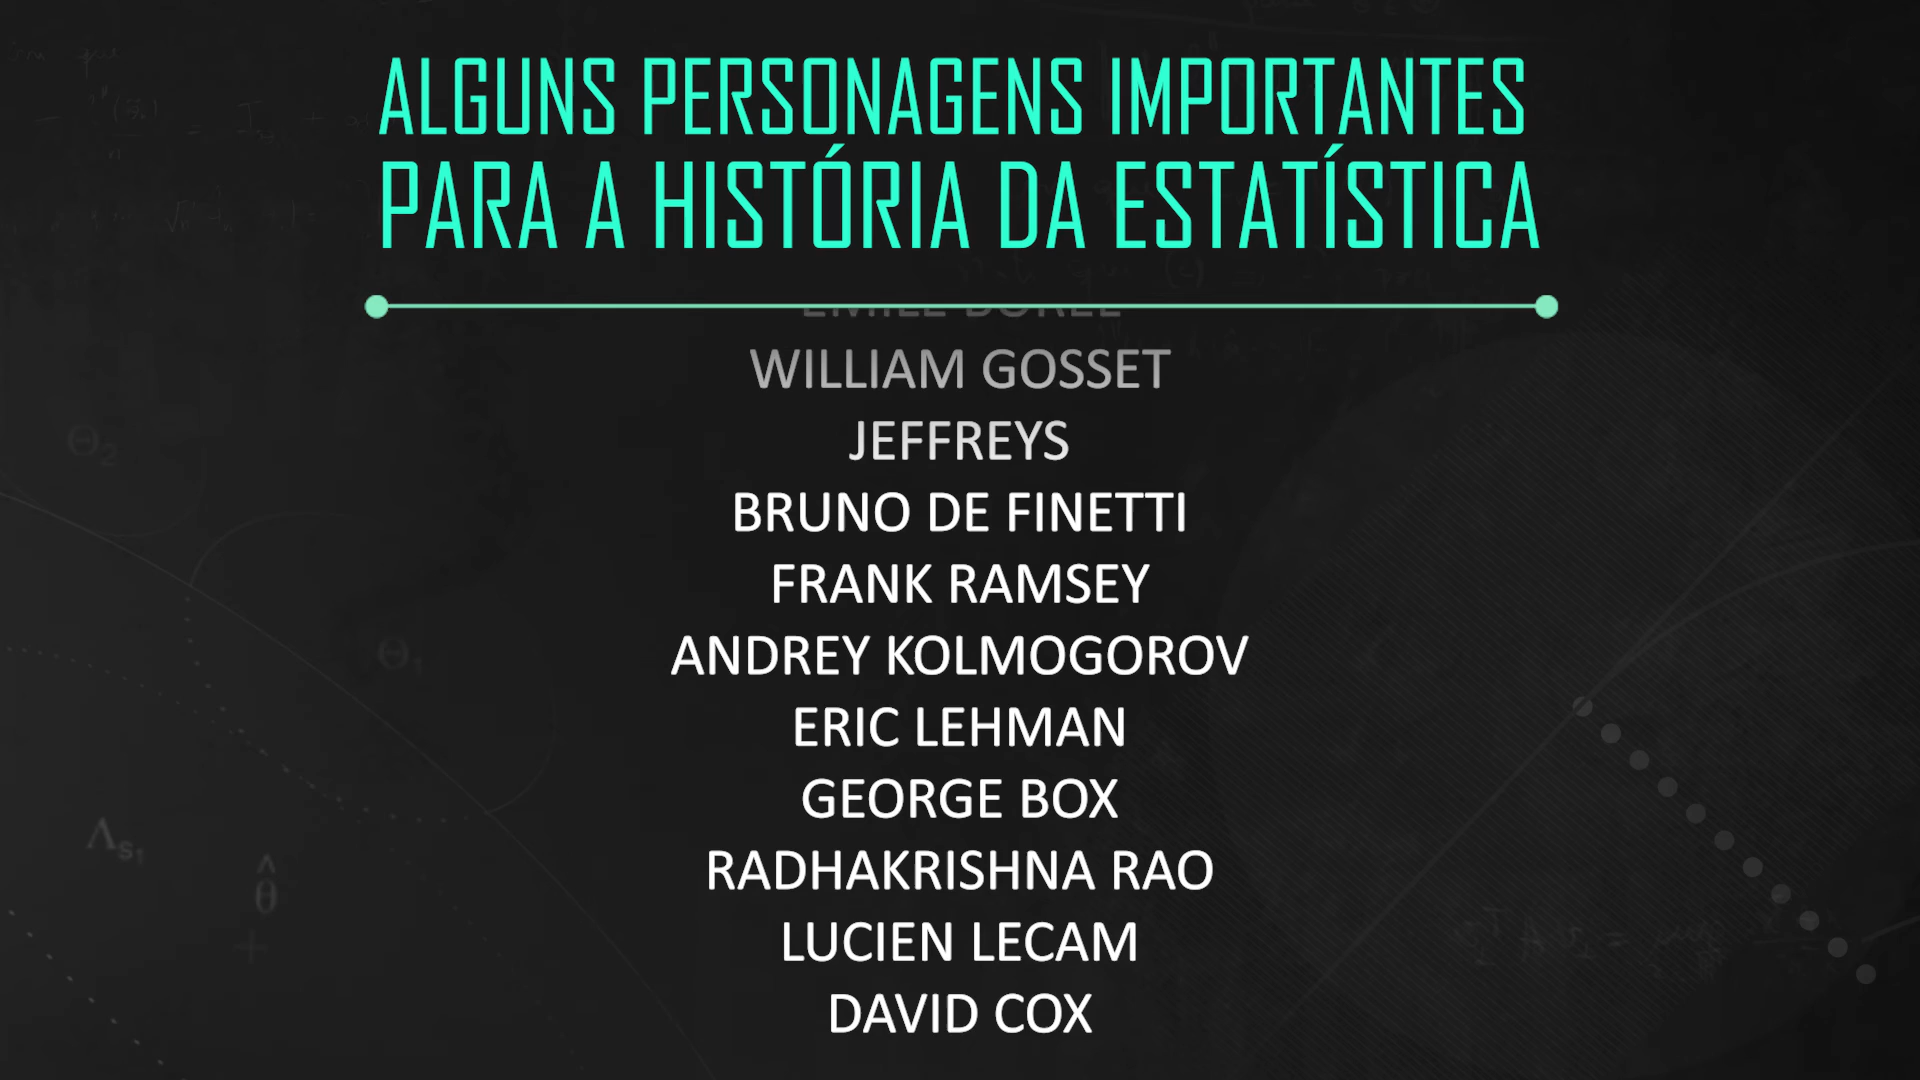 ALGUNS PERSONAGENS IMPORTANTES
PARA A HISTÓRIA DA ESTATÍSTICA
WILLIAM GOSSET
JEFFREYS
BRUNO DE FINETTI
FRANK RAMSEY
ANDREY KOLMOGOROV
ERIC LEHMAN
GEORGE BOX
RADHAKRISHNA RAO
LUCIEN LECAM
DAVID COX